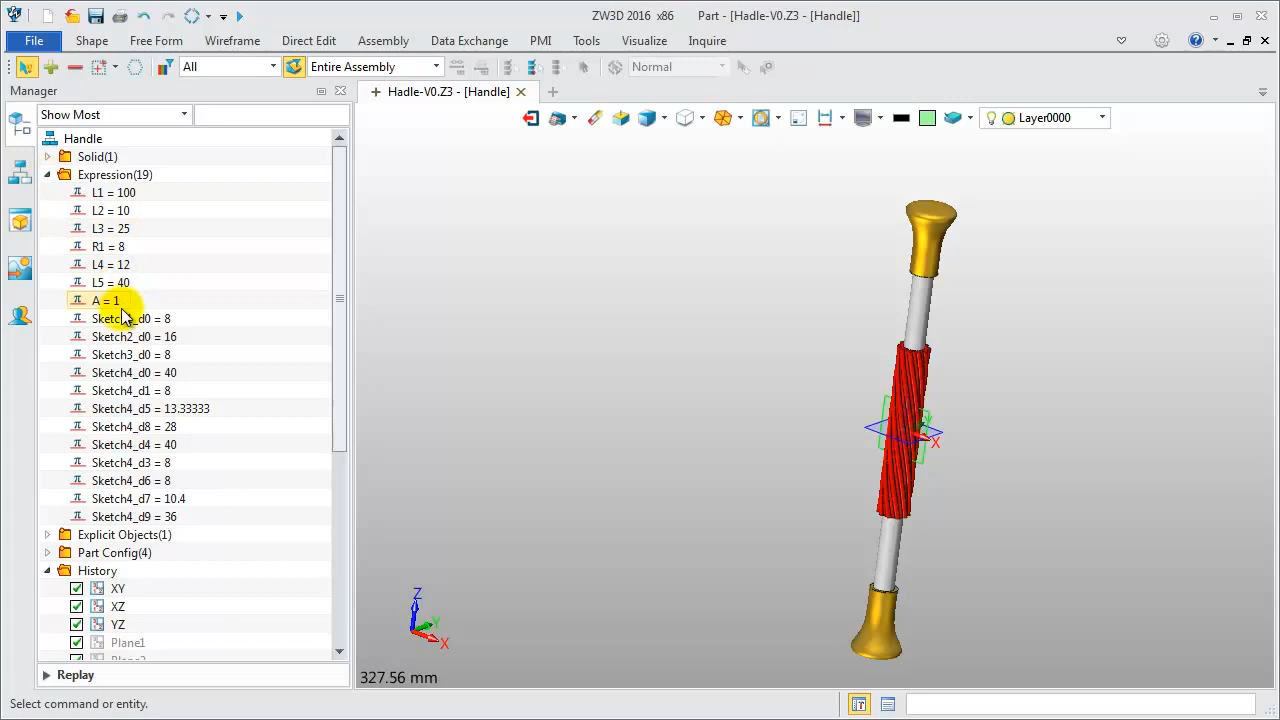 ZW3D 2016 x86 Part - [Hadle-V0.Z3 - [Handle]]
File Shape Free Form Wireframe Direct Edit Assembly Data Exchange PMI Tools Visualize Inquire
All Entire Assembly Normal
Manager
Hadle-V0.Z3 - [Handle]
Show Most
Layer0000
Handle
Solid(1)
Expression(19)
L1 = 100
L2 = 10
L3 = 25
R1 = 8
L4 = 12
L5 = 40
A = 1
Sketch_d0 = 8
Sketch2_d0 = 16
Sketch3_d0 = 8
Sketch4_d0 = 40
Sketch4_d1 = 8
Sketch4_d5 = 13.33333
Sketch4_d8 = 28
Sketch4_d4 = 40
Sketch4_d3 = 8
Sketch4_d6 = 8
Sketch4_d7 = 10.4
Sketch4_d9 = 36
Explicit Objects(1)
Part Config(4)
History
XY
XZ
YZ
Plane1
Replay
X
Z
Y
X
327.56 mm
Select command or entity.